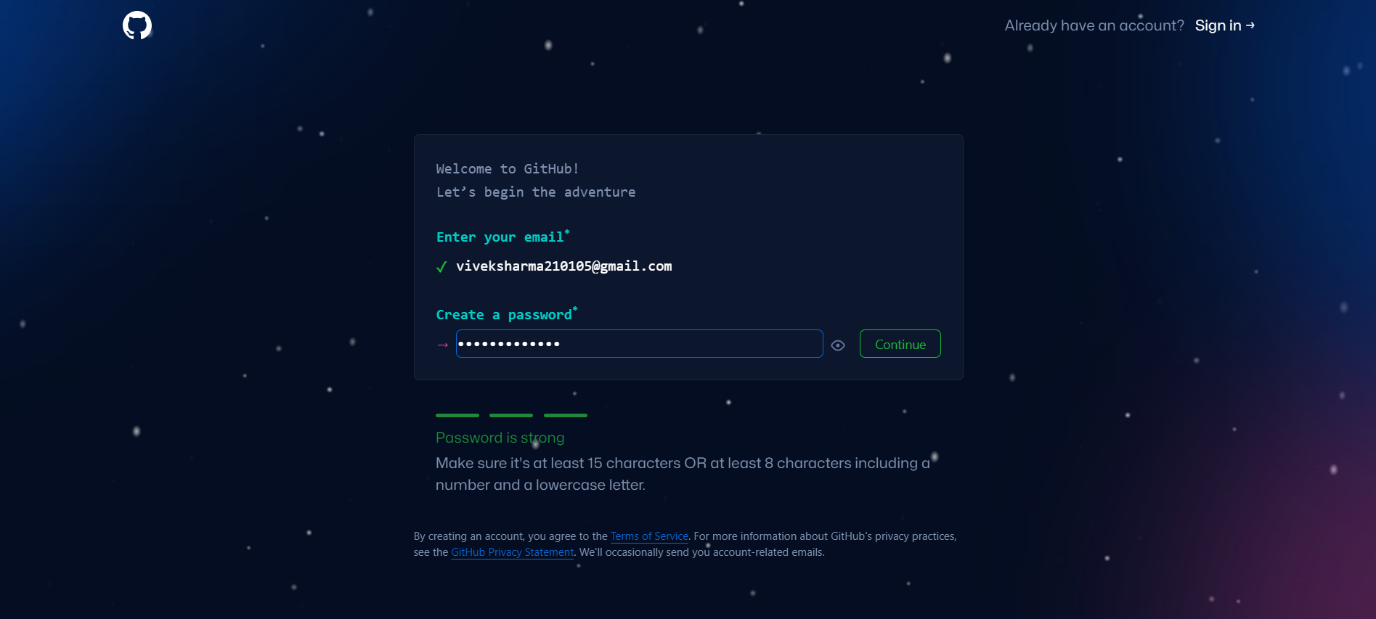 Already have an account? Sign in →
Welcome to GitHub!
Let’s begin the adventure
Enter your email*
✓ viveksharma210105@gmail.com
Create a password*
→ ••••••••••••• Continue
Password is strong
Make sure it's at least 15 characters OR at least 8 characters including a
number and a lowercase letter.
By creating an account, you agree to the Terms of Service. For more information about GitHub's privacy practices,
see the GitHub Privacy Statement. We'll occasionally send you account-related emails.